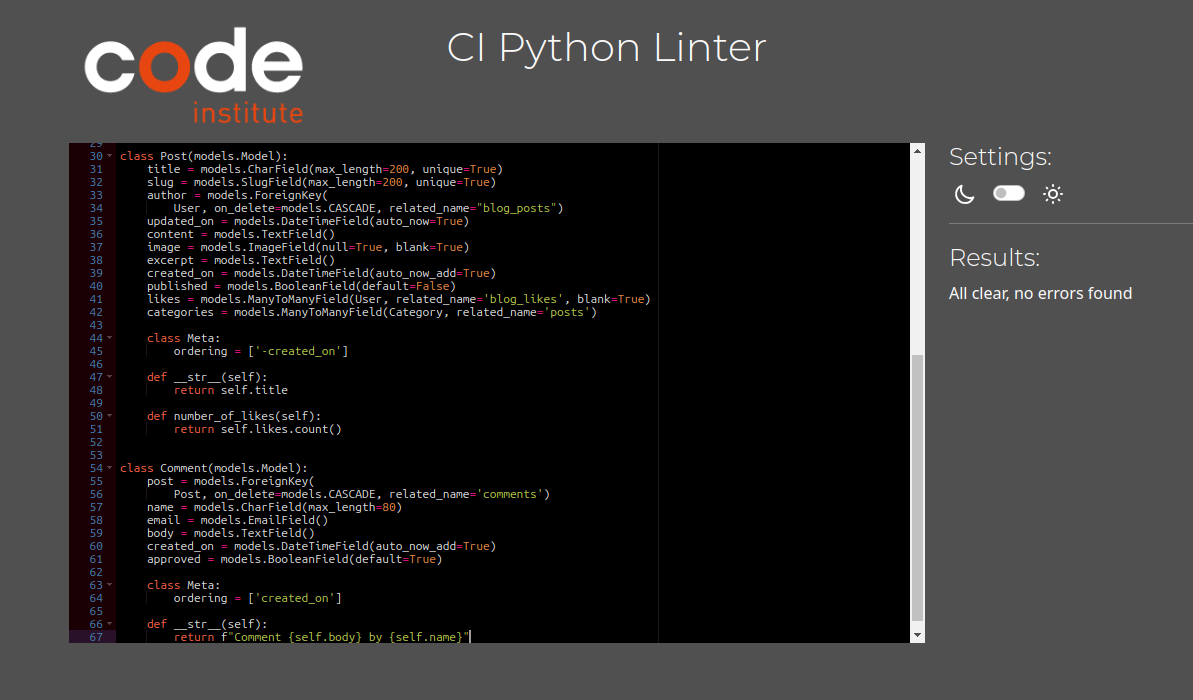 code
institute
CI Python Linter
29
30 class Post(models.Model):
31     title = models.CharField(max_length=200, unique=True)
32     slug = models.SlugField(max_length=200, unique=True)
33     author = models.ForeignKey(
34         User, on_delete=models.CASCADE, related_name="blog_posts")
35     updated_on = models.DateTimeField(auto_now=True)
36     content = models.TextField()
37     image = models.ImageField(null=True, blank=True)
38     excerpt = models.TextField()
39     created_on = models.DateTimeField(auto_now_add=True)
40     published = models.BooleanField(default=False)
41     likes = models.ManyToManyField(User, related_name='blog_likes', blank=True)
42     categories = models.ManyToManyField(Category, related_name='posts')
43
44     class Meta:
45         ordering = ['-created_on']
46
47     def __str__(self):
48         return self.title
49
50     def number_of_likes(self):
51         return self.likes.count()
52
53
54 class Comment(models.Model):
55     post = models.ForeignKey(
56         Post, on_delete=models.CASCADE, related_name='comments')
57     name = models.CharField(max_length=80)
58     email = models.EmailField()
59     body = models.TextField()
60     created_on = models.DateTimeField(auto_now_add=True)
61     approved = models.BooleanField(default=True)
62
63     class Meta:
64         ordering = ['created_on']
65
66     def __str__(self):
67         return f"Comment {self.body} by {self.name}"
Settings:
Results:
All clear, no errors found